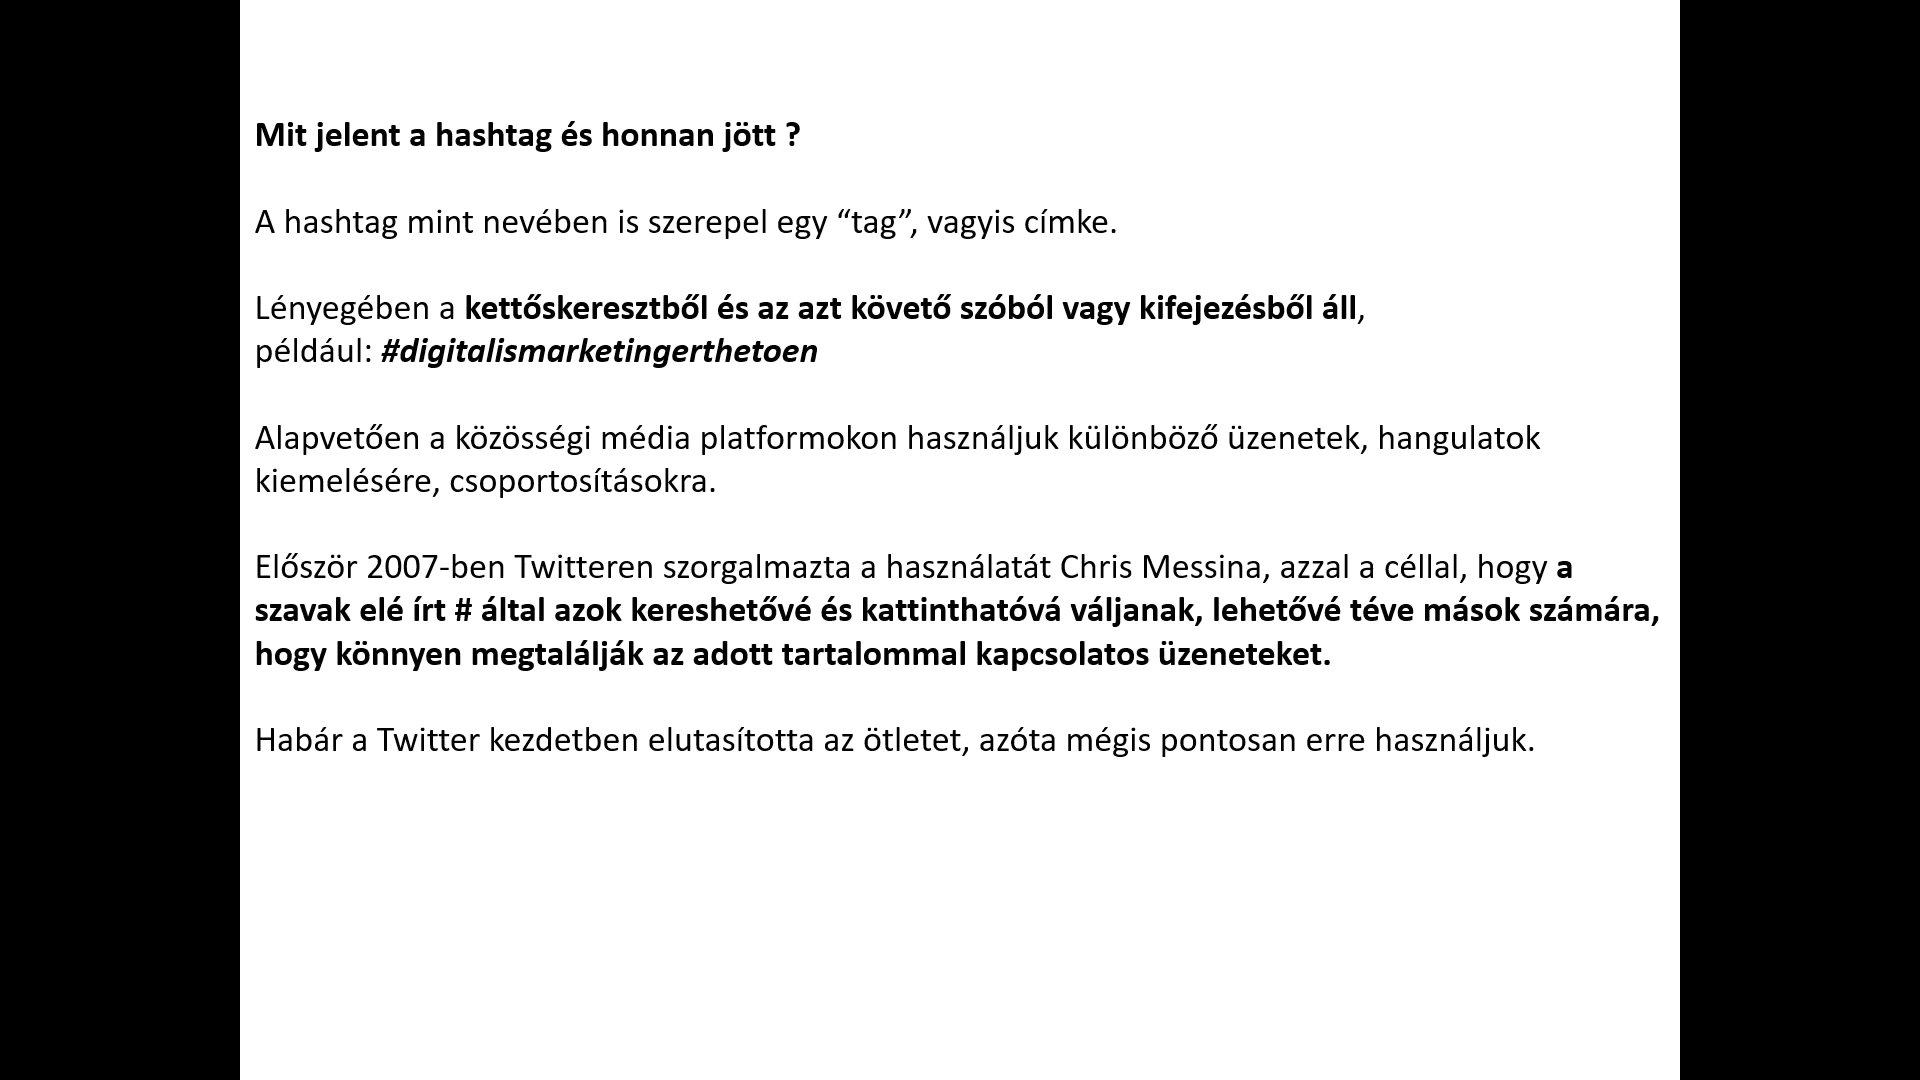 Mit jelent a hashtag és honnan jött ?
A hashtag mint nevében is szerepel egy “tag”, vagyis címke.
Lényegében a kettőskeresztből és az azt követő szóból vagy kifejezésből áll,
például: #digitalismarketingerthetoen
Alapvetően a közösségi média platformokon használjuk különböző üzenetek, hangulatok
kiemelésére, csoportosításokra.
Először 2007-ben Twitteren szorgalmazta a használatát Chris Messina, azzal a céllal, hogy a
szavak elé írt # által azok kereshetővé és kattinthatóvá váljanak, lehetővé téve mások számára,
hogy könnyen megtalálják az adott tartalommal kapcsolatos üzeneteket.
Habár a Twitter kezdetben elutasította az ötletet, azóta mégis pontosan erre használjuk.